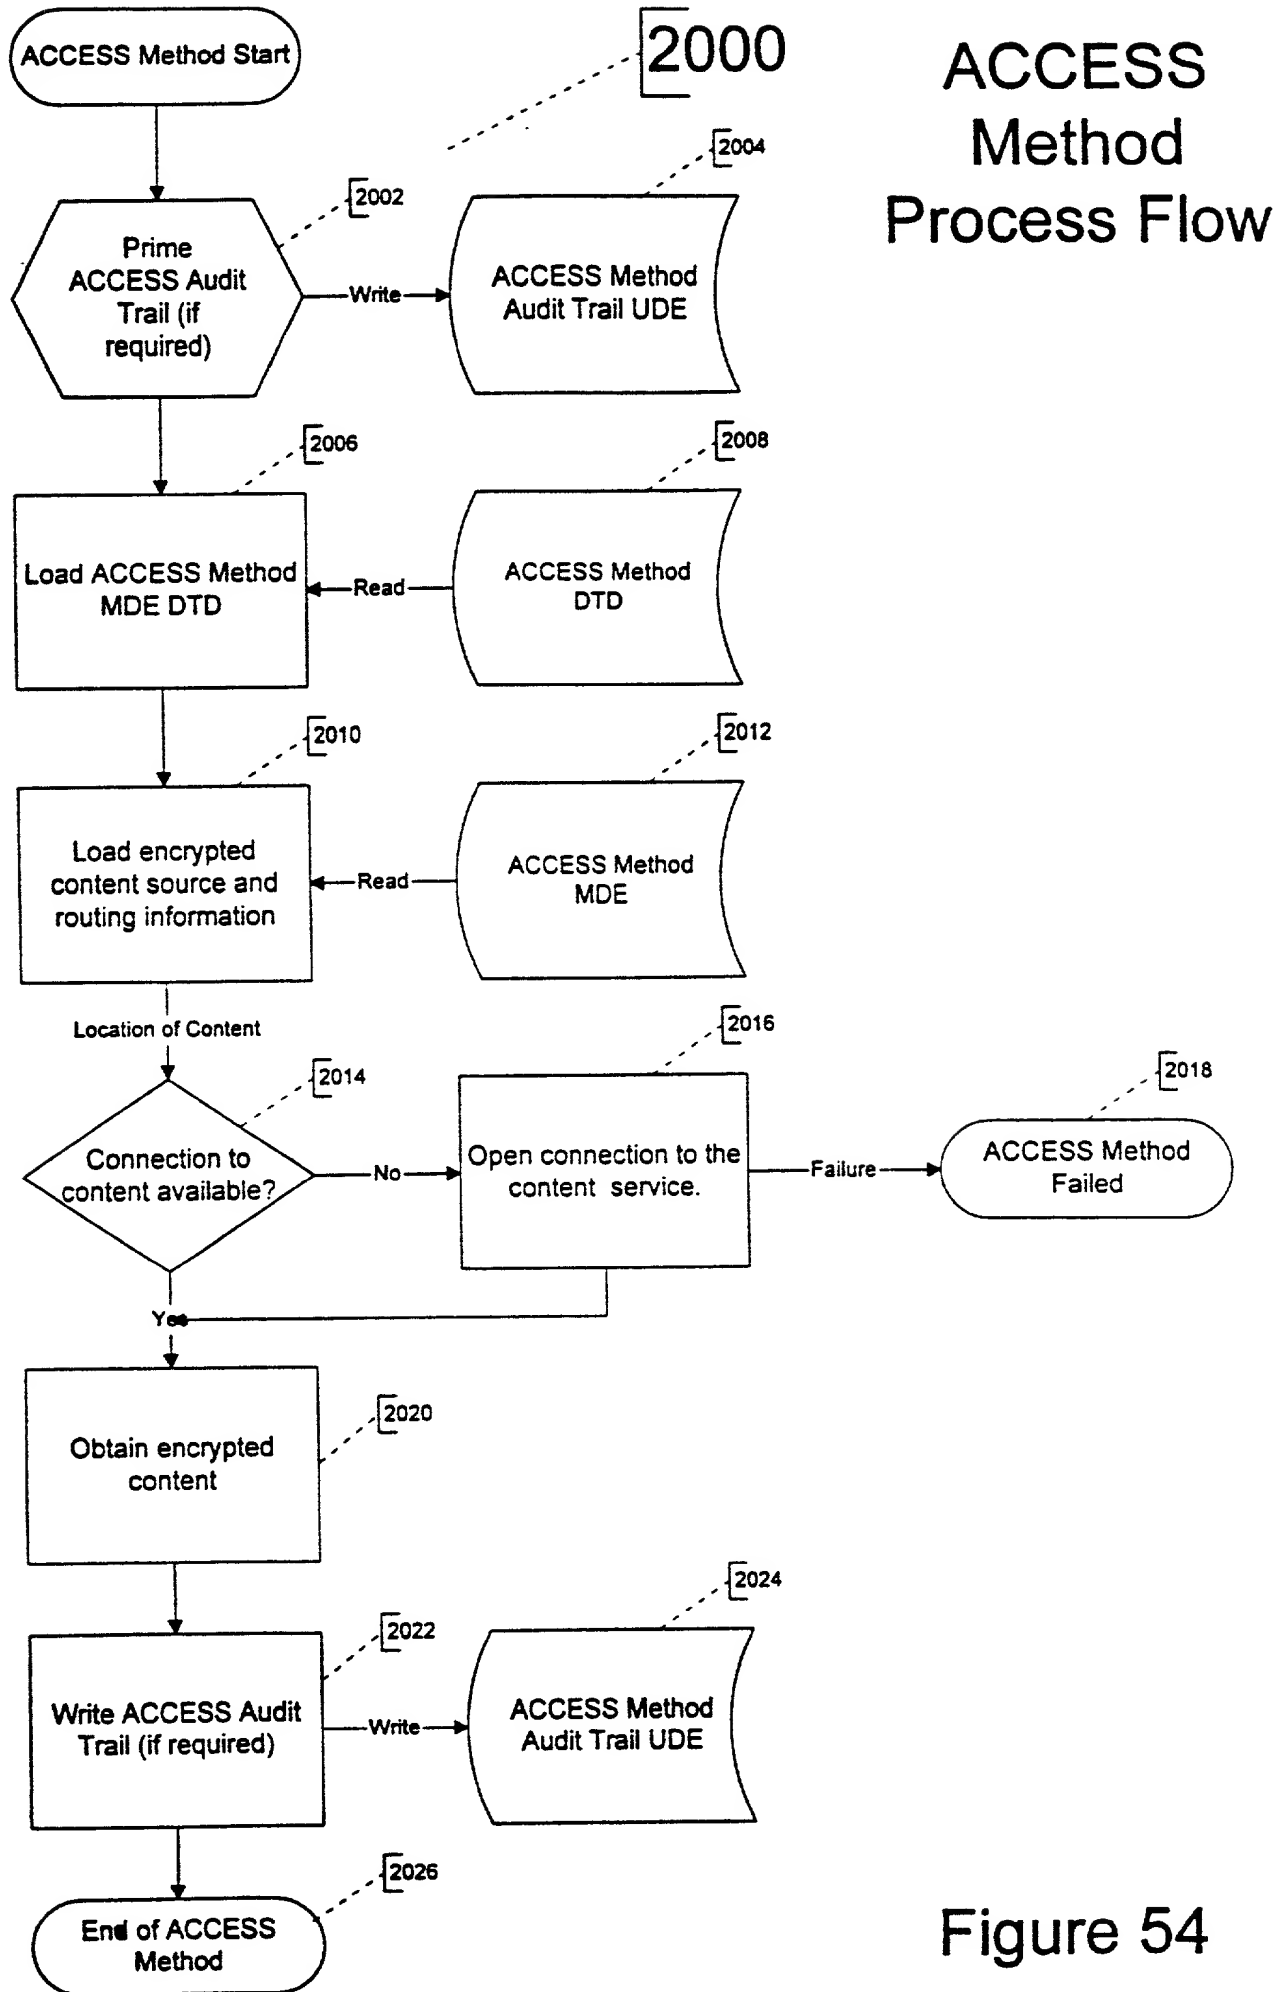 ACCESS Method Start
2000
ACCESS
Method
Process Flow
2002
2004
Prime
ACCESS Audit
Trail (if
required)
Write
ACCESS Method
Audit Trail UDE
2006
2008
Load ACCESS Method
MDE DTD
Read
ACCESS Method
DTD
2010
2012
Load encrypted
content source and
routing information
Read
ACCESS Method
MDE
Location of Content
2014
2016
2018
Connection to
content available?
No
Open connection to the
content service.
Failure
ACCESS Method
Failed
Yes
2020
Obtain encrypted
content
2022
2024
Write ACCESS Audit
Trail (if required)
Write
ACCESS Method
Audit Trail UDE
2026
End of ACCESS
Method
Figure 54